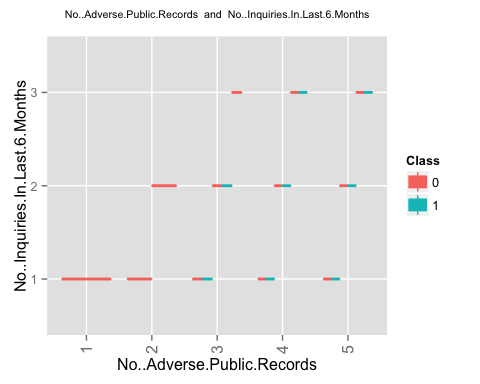 No..Adverse.Public.Records and No..Inquiries.In.Last.6.Months
No..Inquiries.In.Last.6.Months
3
2
1
1 2 3 4 5
No..Adverse.Public.Records
Class
0
1